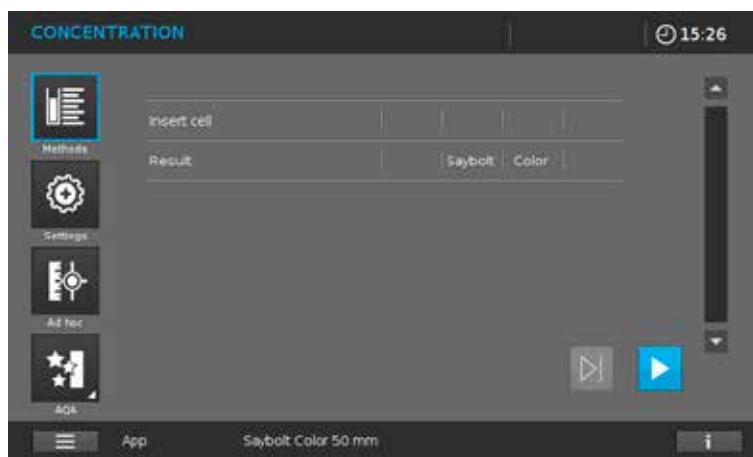 CONCENTRATION 15:26
Methods
Insert cell
Result Saybolt Color
Settings
Ad hoc
AQA
App Saybolt Color 50 mm i